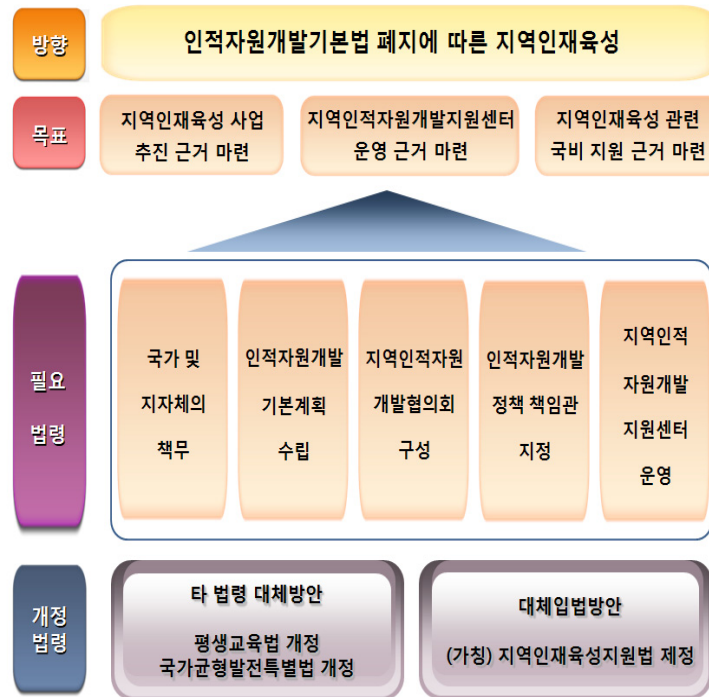 방향
인적자원개발기본법 폐지에 따른 지역인재육성
목표
지역인재육성 사업
추진 근거 마련
지역인적자원개발지원센터
운영 근거 마련
지역인재육성 관련
국비 지원 근거 마련
필요
법령
국가 및
지자체의
책무
인적자원개발
기본계획
수립
지역인적자원
개발협의회
구성
인적자원개발
정책 책임관
지정
지역인적
자원개발
지원센터
운영
개정
법령
타 법령 대체방안
평생교육법 개정
국가균형발전특별법 개정
대체입법방안
(가칭) 지역인재육성지원법 제정